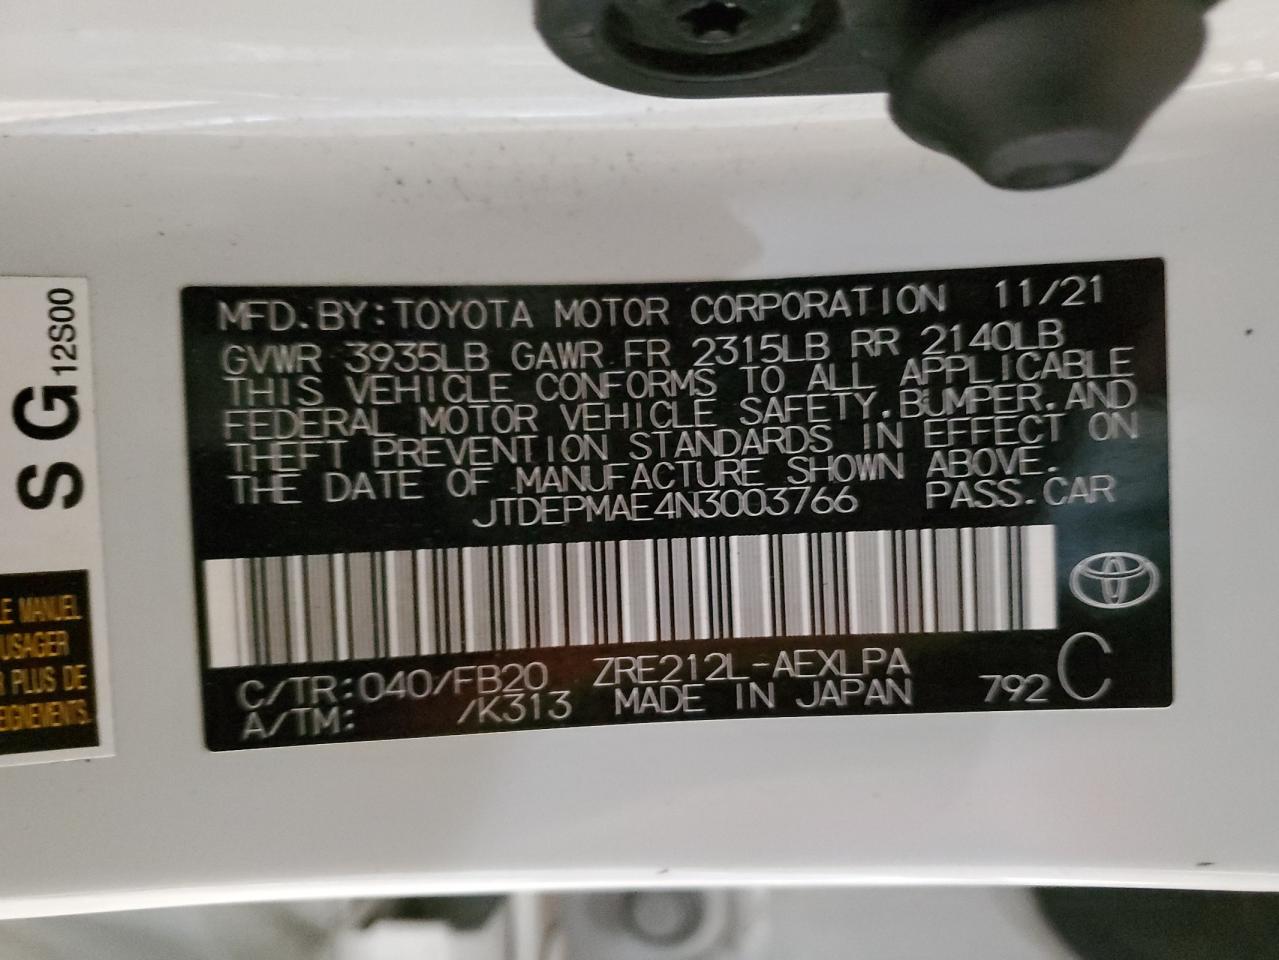 MFD. BY: TOYOTA MOTOR CORPORATION 11/21
GVWR 3935LB GAWR FR 2315LB RR 2140LB
THIS VEHICLE CONFORMS TO ALL APPLICABLE
FEDERAL MOTOR VEHICLE SAFETY, BUMPER, AND
THEFT PREVENTION STANDARDS IN EFFECT ON
THE DATE OF MANUFACTURE SHOWN ABOVE.
JTDEPMAE4N3003766 PASS. CAR
C/TR: 040/FB20 ZRE212L-AEXLPA
A/TM: /K313 MADE IN JAPAN 792 C
S G 12S00
LE MANUEL
USAGER
R PLUS DE
EIGNEMENTS.